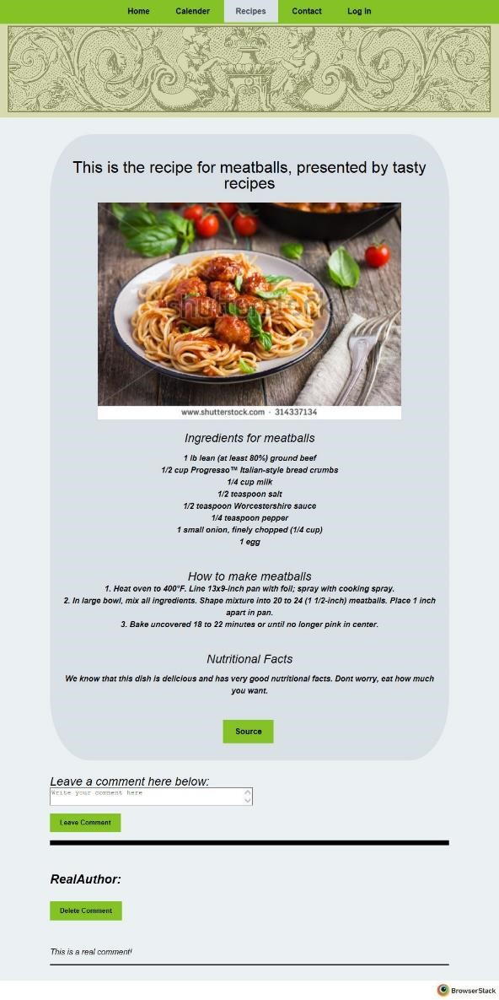 Home Calender Recipes Contact Log In
This is the recipe for meatballs, presented by tasty
recipes
shutterstock
www.shutterstock.com · 314337134
Ingredients for meatballs
1 lb lean (at least 80%) ground beef
1/2 cup Progresso™ Italian-style bread crumbs
1/4 cup milk
1/2 teaspoon salt
1/2 teaspoon Worcestershire sauce
1/4 teaspoon pepper
1 small onion, finely chopped (1/4 cup)
1 egg
How to make meatballs
1. Heat oven to 400°F. Line 13x9-inch pan with foil; spray with cooking spray.
2. In large bowl, mix all ingredients. Shape mixture into 20 to 24 (1 1/2-inch) meatballs. Place 1 inch
apart in pan.
3. Bake uncovered 18 to 22 minutes or until no longer pink in center.
Nutritional Facts
We know that this dish is delicious and has very good nutritional facts. Dont worry, eat how much
you want.
Source
Leave a comment here below:
Write your comment here
Leave Comment
RealAuthor:
Delete Comment
This is a real comment!
BrowserStack